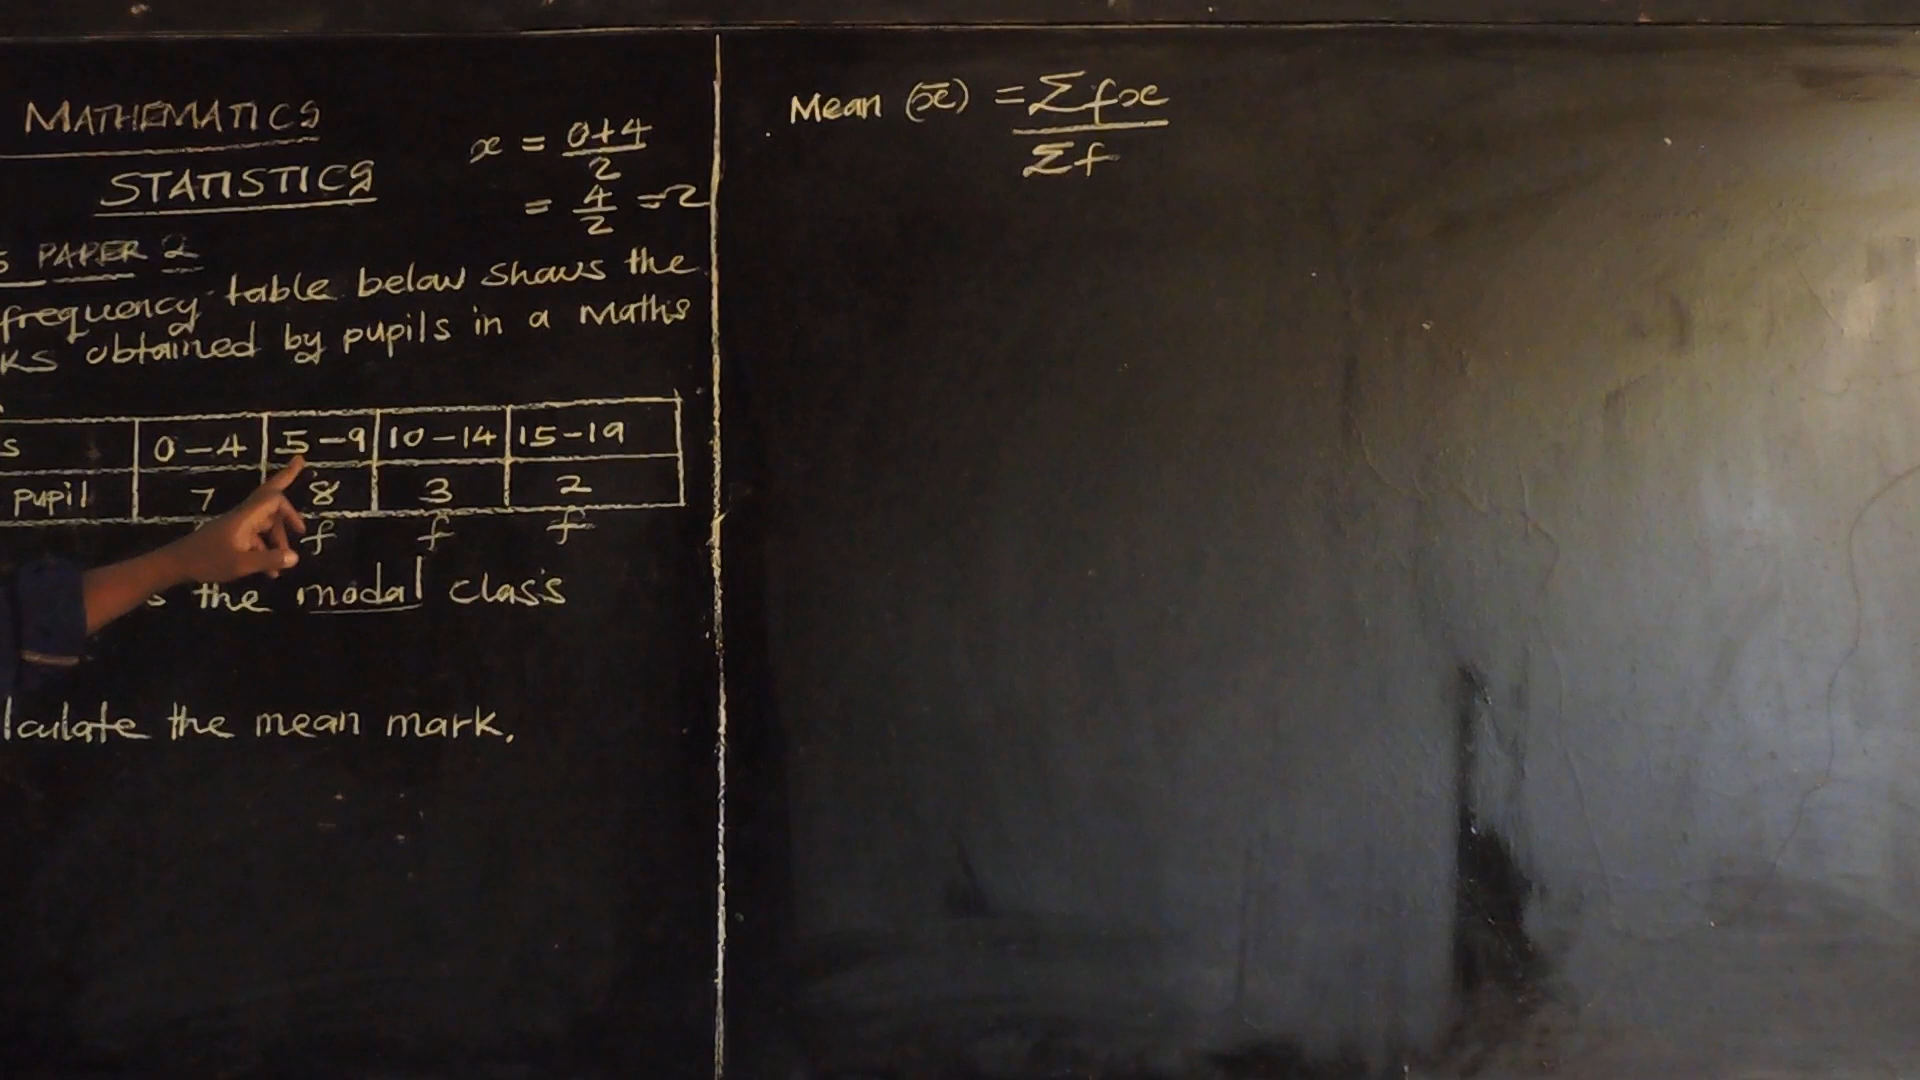 MATHEMATICS
STATISTICS
x = 0+4/2
= 4/2 = 2
5 PAPER 2
frequency table below shows the
ks obtained by pupils in a Maths
s 0-4 5-9 10-14 15-19
pupil 7 8 3 2
f f f
s the modal class
lculate the mean mark.
Mean (x̄) = Σfx
Σf